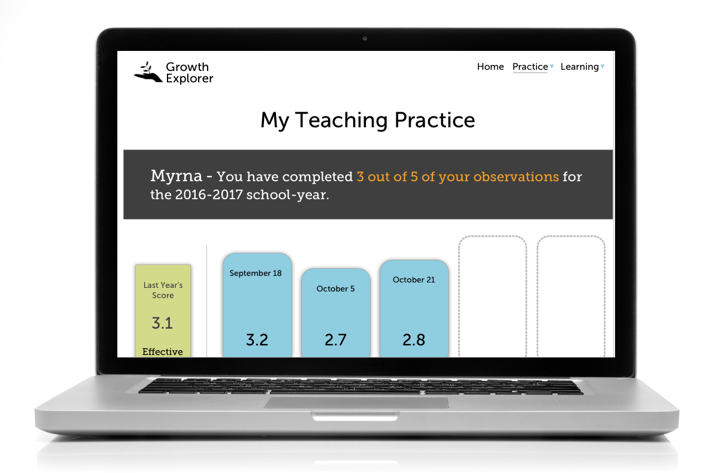 Growth
Explorer
Home Practice Learning
My Teaching Practice
Myrna - You have completed 3 out of 5 of your observations for
the 2016-2017 school-year.
Last Year's
Score
3.1
Effective
September 18
3.2
October 5
2.7
October 21
2.8